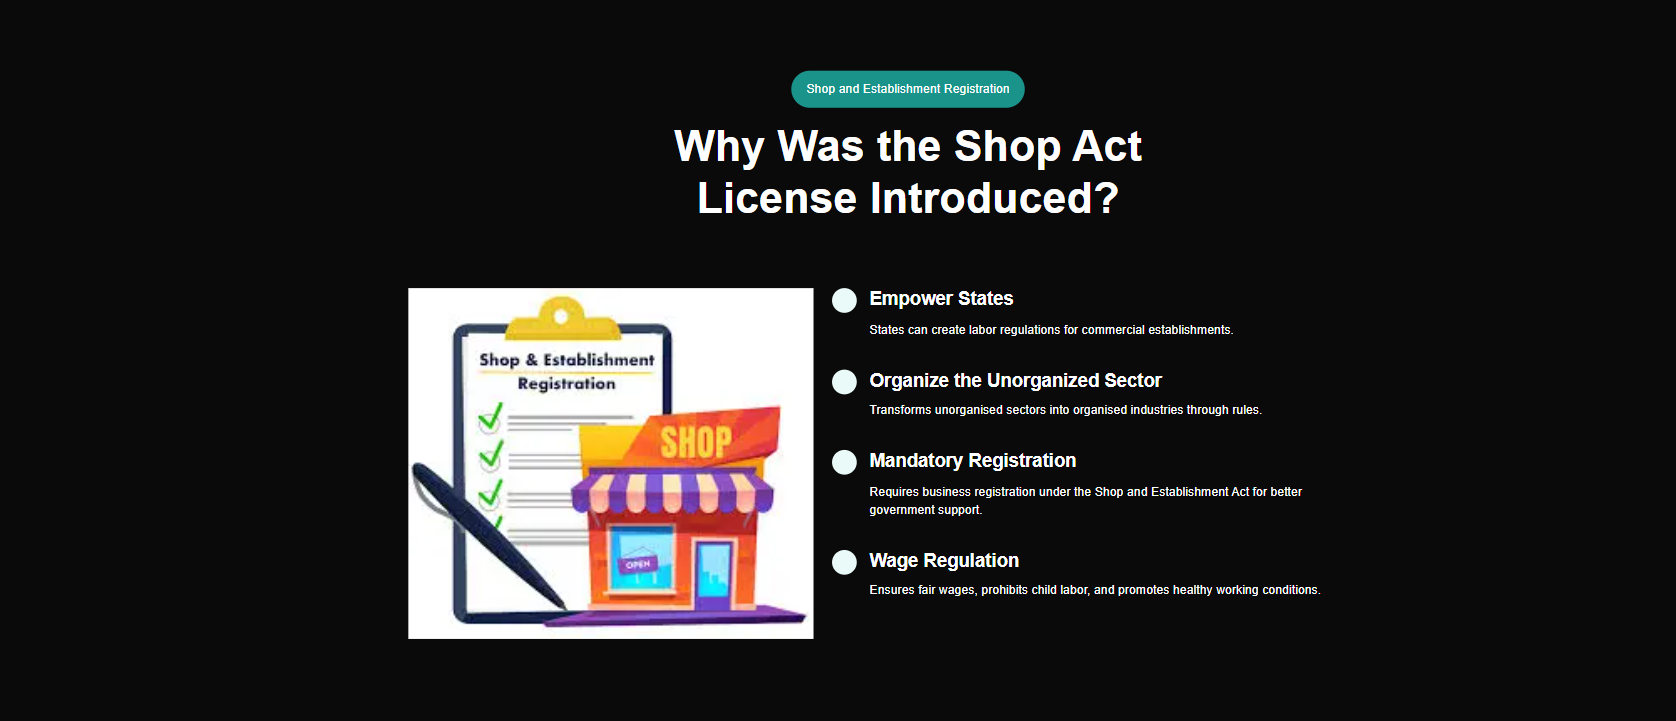 Shop and Establishment Registration
Why Was the Shop Act
License Introduced?
Shop & Establishment
Registration
SHOP
OPEN
Empower States
States can create labor regulations for commercial establishments.
Organize the Unorganized Sector
Transforms unorganised sectors into organised industries through rules.
Mandatory Registration
Requires business registration under the Shop and Establishment Act for better
government support.
Wage Regulation
Ensures fair wages, prohibits child labor, and promotes healthy working conditions.